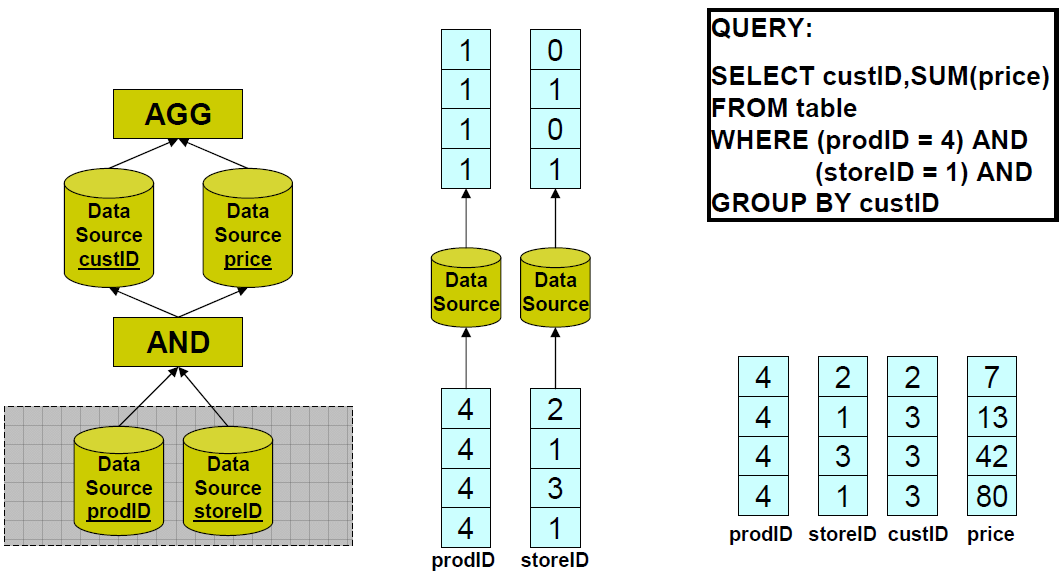 AGG
Data
Source
custID
Data
Source
price
AND
Data
Source
prodID
Data
Source
storeID
1
1
1
1
0
1
0
1
Data
Source
Data
Source
4
4
4
4
prodID
2
1
3
1
storeID
QUERY:
SELECT custID,SUM(price)
FROM table
WHERE (prodID = 4) AND
(storeID = 1) AND
GROUP BY custID
4 2 2 7
4 1 3 13
4 3 3 42
4 1 3 80
prodID storeID custID price